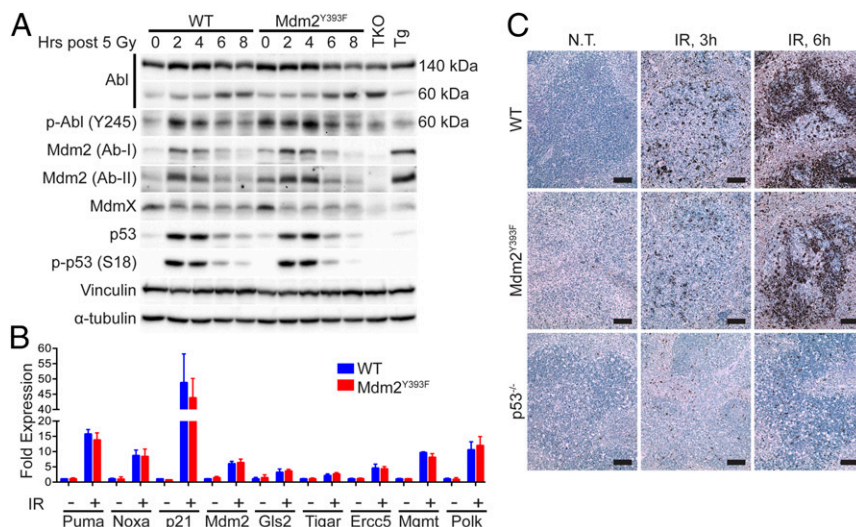 A
WT Mdm2Y393F
Hrs post 5 Gy 0 2 4 6 8 0 2 4 6 8 TKO Tg
Abl 140 kDa
60 kDa
p-Abl (Y245) 60 kDa
Mdm2 (Ab-I)
Mdm2 (Ab-II)
MdmX
p53
p-p53 (S18)
Vinculin
α-tubulin
B
Fold Expression
60
55
50
45
40
35
30
20
15
10
5
0
WT
Mdm2Y393F
IR - + - + - + - + - + - + - + - + - +
Puma Noxa p21 Mdm2 Gls2 Tigar Ercc5 Mgmt Polk
C
N.T. IR, 3h IR, 6h
WT
Mdm2Y393F
p53-/-